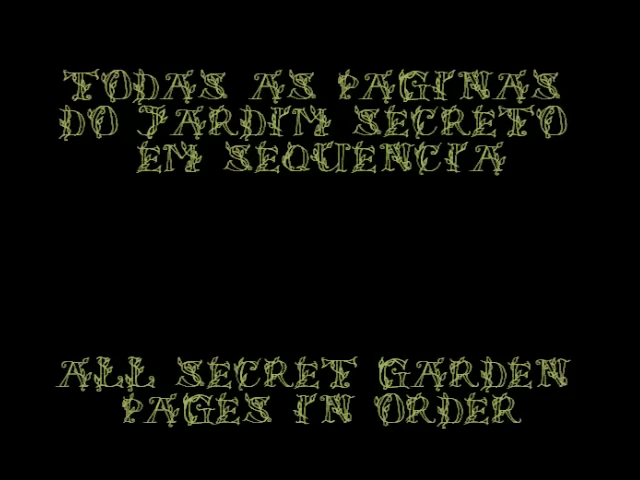 TODAS AS PAGINAS
DO JARDIM SECRETO
EM SEQUENCIA
ALL SECRET GARDEN
PAGES IN ORDER